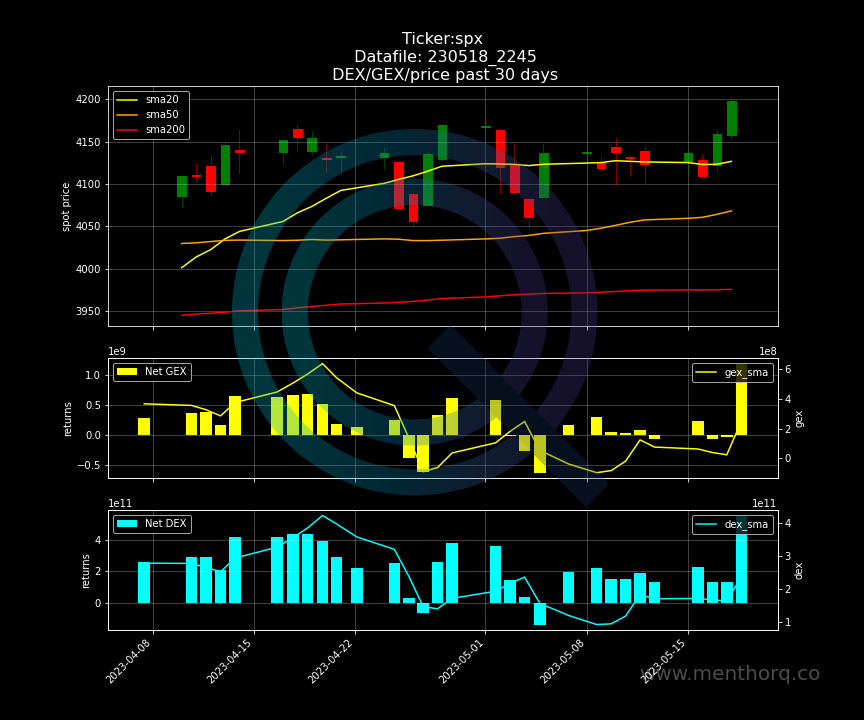 Ticker:spx
Datafile: 230518_2245
DEX/GEX/price past 30 days
sma20
sma50
sma200
4200
4150
4100
4050
4000
3950
spot price
1e9
1e8
Net GEX
gex_sma
1.0
0.5
0.0
−0.5
returns
6
4
2
0
gex
1e11
1e11
Net DEX
dex_sma
4
2
0
returns
4
3
2
1
dex
2023-04-08
2023-04-15
2023-04-22
2023-05-01
2023-05-08
2023-05-15
www.menthorq.co